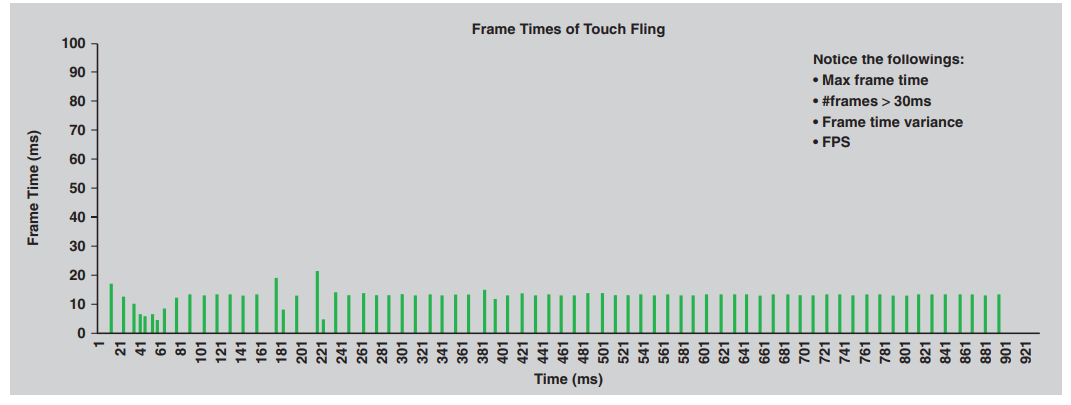 Frame Times of Touch Fling
Notice the followings:
• Max frame time
• #frames > 30ms
• Frame time variance
• FPS
Frame Time (ms)
100
90
80
70
60
50
40
30
20
10
0
1 21 41 61 81 101 121 141 161 181 201 221 241 261 281 301 321 341 361 381 401 421 441 461 481 501 521 541 561 581 601 621 641 661 681 701 721 741 761 781 801 821 841 861 881 901 921
Time (ms)